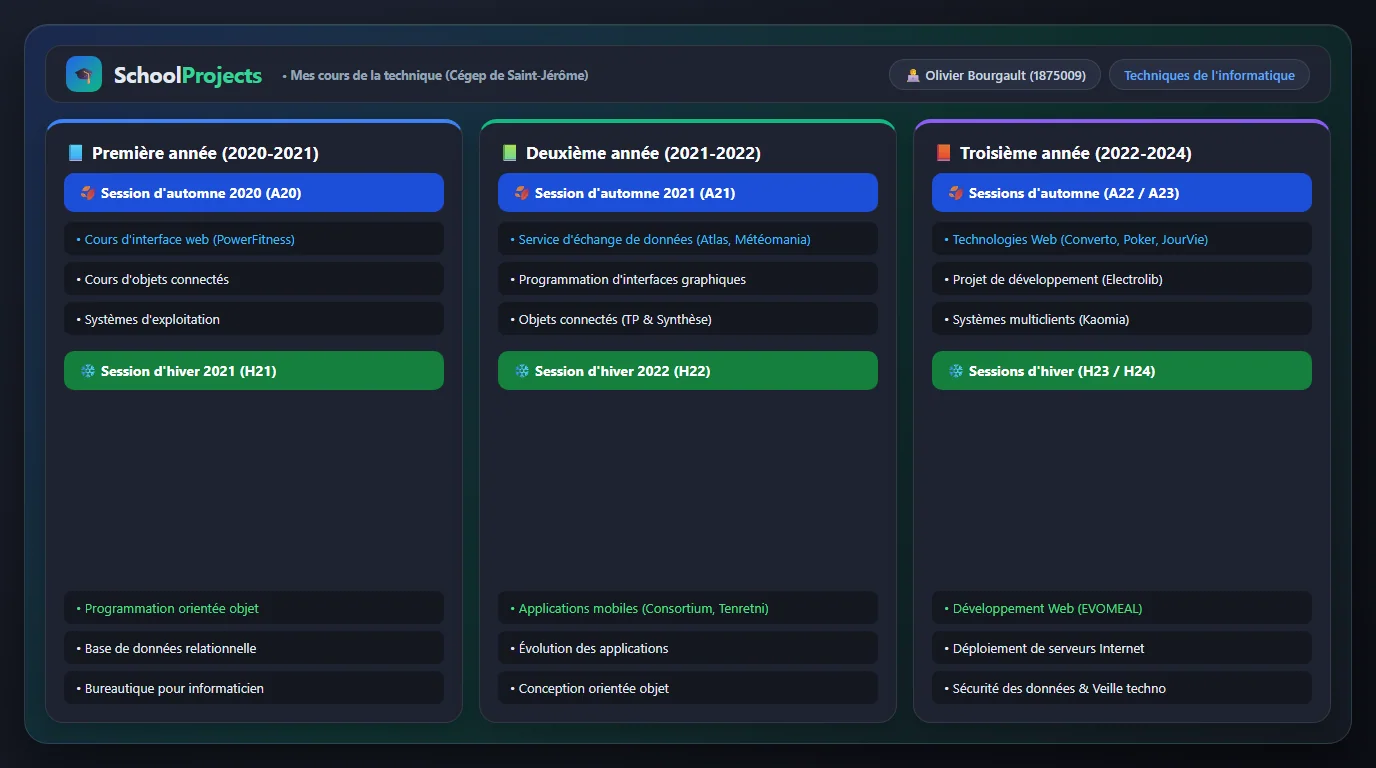 SchoolProjects
• Mes cours de la technique (Cégep de Saint-Jérôme)
Olivier Bourgault (1875009)
Techniques de l'informatique
Première année (2020-2021)
Session d'automne 2020 (A20)
• Cours d'interface web (PowerFitness)
• Cours d'objets connectés
• Systèmes d'exploitation
Session d'hiver 2021 (H21)
• Programmation orientée objet
• Base de données relationnelle
• Bureautique pour informaticien
Deuxième année (2021-2022)
Session d'automne 2021 (A21)
• Service d'échange de données (Atlas, Météomania)
• Programmation d'interfaces graphiques
• Objets connectés (TP & Synthèse)
Session d'hiver 2022 (H22)
• Applications mobiles (Consortium, Tenretni)
• Évolution des applications
• Conception orientée objet
Troisième année (2022-2024)
Sessions d'automne (A22 / A23)
• Technologies Web (Converto, Poker, JourVie)
• Projet de développement (Electrolib)
• Systèmes multiclients (Kaomia)
Sessions d'hiver (H23 / H24)
• Développement Web (EVOMEAL)
• Déploiement de serveurs Internet
• Sécurité des données & Veille techno